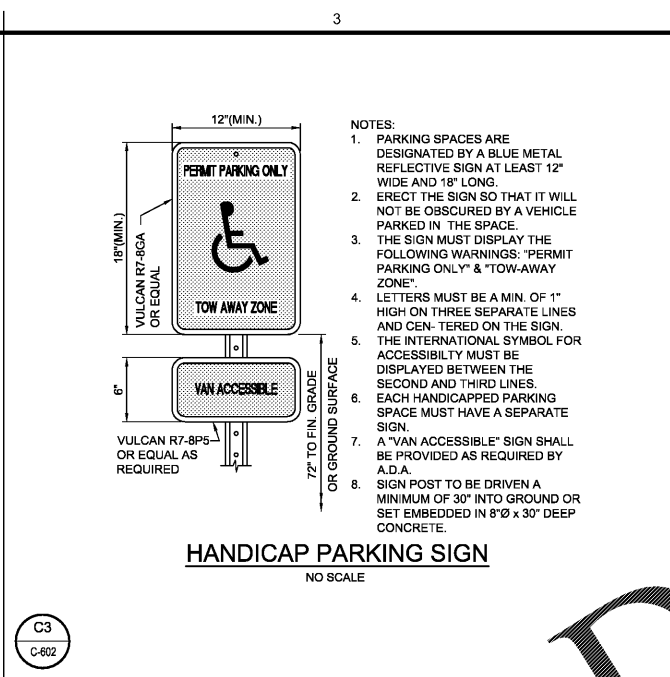 3
12"(MIN.)
PERMIT PARKING ONLY
TOW AWAY ZONE
18"(MIN.)
VULCAN R7-8GA
OR EQUAL
VAN ACCESSIBLE
6"
VULCAN R7-8P5
OR EQUAL AS
REQUIRED
72" TO FIN. GRADE
OR GROUND SURFACE
NOTES:
1. PARKING SPACES ARE
DESIGNATED BY A BLUE METAL
REFLECTIVE SIGN AT LEAST 12"
WIDE AND 18" LONG.
2. ERECT THE SIGN SO THAT IT WILL
NOT BE OBSCURED BY A VEHICLE
PARKED IN THE SPACE.
3. THE SIGN MUST DISPLAY THE
FOLLOWING WARNINGS: "PERMIT
PARKING ONLY" & "TOW-AWAY
ZONE".
4. LETTERS MUST BE A MIN. OF 1"
HIGH ON THREE SEPARATE LINES
AND CEN- TERED ON THE SIGN.
5. THE INTERNATIONAL SYMBOL FOR
ACCESSIBILTY MUST BE
DISPLAYED BETWEEN THE
SECOND AND THIRD LINES.
6. EACH HANDICAPPED PARKING
SPACE MUST HAVE A SEPARATE
SIGN.
7. A "VAN ACCESSIBLE" SIGN SHALL
BE PROVIDED AS REQUIRED BY
A.D.A.
8. SIGN POST TO BE DRIVEN A
MINIMUM OF 30" INTO GROUND OR
SET EMBEDDED IN 8"Ø x 30" DEEP
CONCRETE.
HANDICAP PARKING SIGN
NO SCALE
C3
C-602